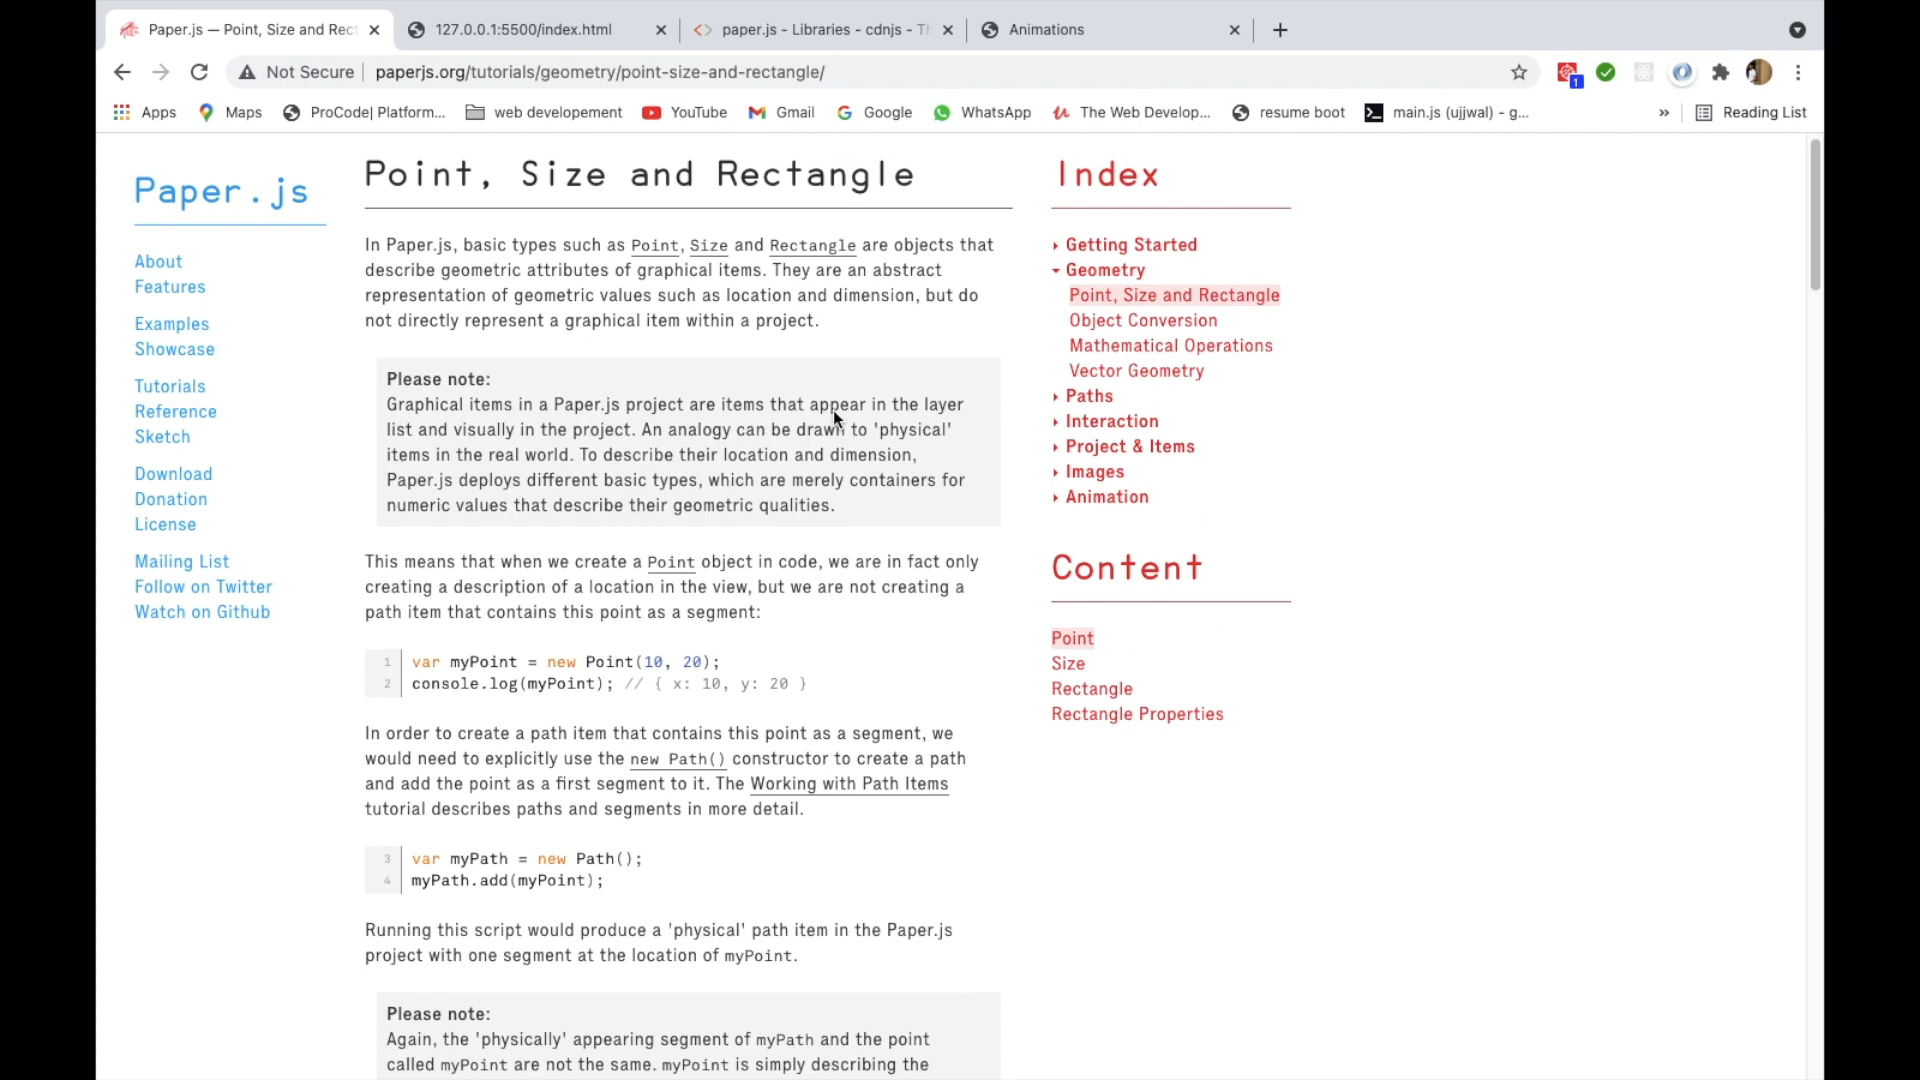 Paper.js — Point, Size and Rect
127.0.0.1:5500/index.html
paper.js - Libraries - cdnjs - Th
Animations
Not Secure
paperjs.org/tutorials/geometry/point-size-and-rectangle/
1
Apps
Maps
ProCode| Platform...
web developement
YouTube
Gmail
Google
WhatsApp
The Web Develop...
resume boot
main.js (ujjwal) - g...
»
Reading List
Paper.js
About
Features
Examples
Showcase
Tutorials
Reference
Sketch
Download
Donation
License
Mailing List
Follow on Twitter
Watch on Github
Point, Size and Rectangle
In Paper.js, basic types such as Point, Size and Rectangle are objects that
describe geometric attributes of graphical items. They are an abstract
representation of geometric values such as location and dimension, but do
not directly represent a graphical item within a project.
Please note:
Graphical items in a Paper.js project are items that appear in the layer
list and visually in the project. An analogy can be drawn to 'physical'
items in the real world. To describe their location and dimension,
Paper.js deploys different basic types, which are merely containers for
numeric values that describe their geometric qualities.
This means that when we create a Point object in code, we are in fact only
creating a description of a location in the view, but we are not creating a
path item that contains this point as a segment:
1 var myPoint = new Point(10, 20);
2 console.log(myPoint); // { x: 10, y: 20 }
In order to create a path item that contains this point as a segment, we
would need to explicitly use the new Path() constructor to create a path
and add the point as a first segment to it. The Working with Path Items
tutorial describes paths and segments in more detail.
3 var myPath = new Path();
4 myPath.add(myPoint);
Running this script would produce a 'physical' path item in the Paper.js
project with one segment at the location of myPoint.
Please note:
Again, the 'physically' appearing segment of myPath and the point
called myPoint are not the same. myPoint is simply describing the
Index
Getting Started
Geometry
Point, Size and Rectangle
Object Conversion
Mathematical Operations
Vector Geometry
Paths
Interaction
Project & Items
Images
Animation
Content
Point
Size
Rectangle
Rectangle Properties